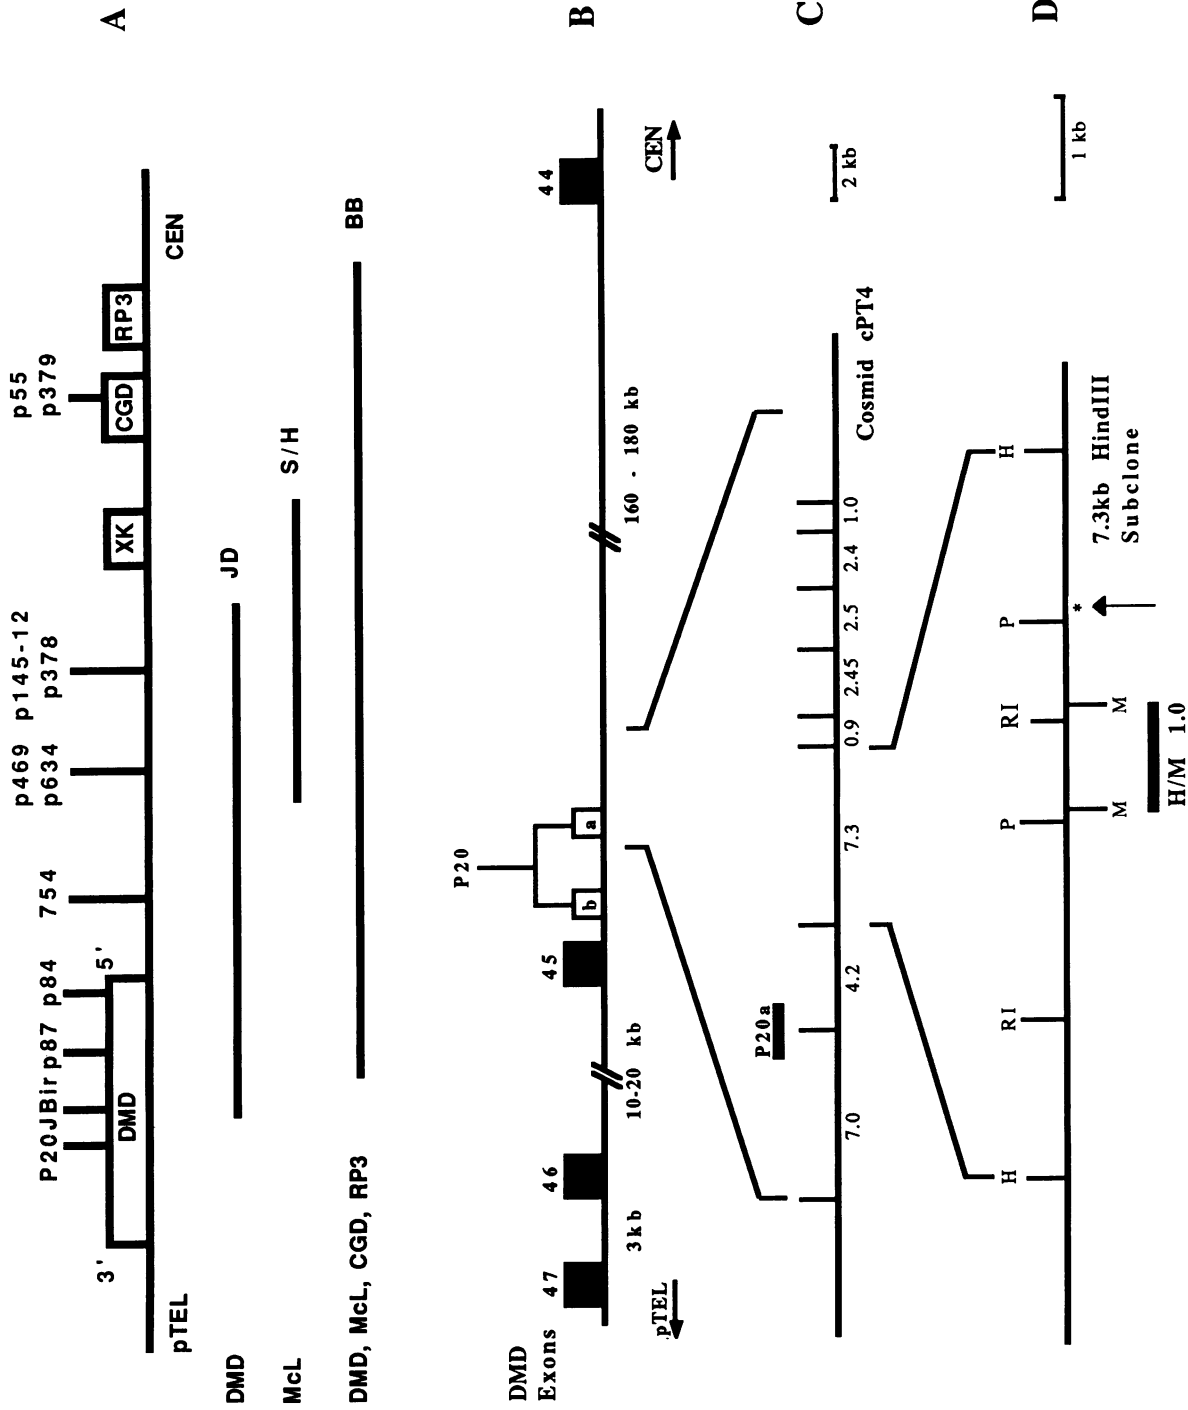 A
p55
p469 p145-12
P20 JBir p87 p84 754 p634 p378 p379
3' DMD 5' XK CGD RP3
pTEL CEN
DMD JD
McL S/H
DMD, McL, CGD, RP3 BB
B
P20
DMD
Exons
47 46 45 b a 44
3kb 10-20 kb 160 - 180 kb
pTEL CEN
C
P20a
7.0 4.2 7.3 0.9 2.45 2.5 2.4 1.0
2 kb
Cosmid cPT4
D
H RI P RI P H
M M *
1 kb
H/M 1.0
7.3kb HindIII
Subclone